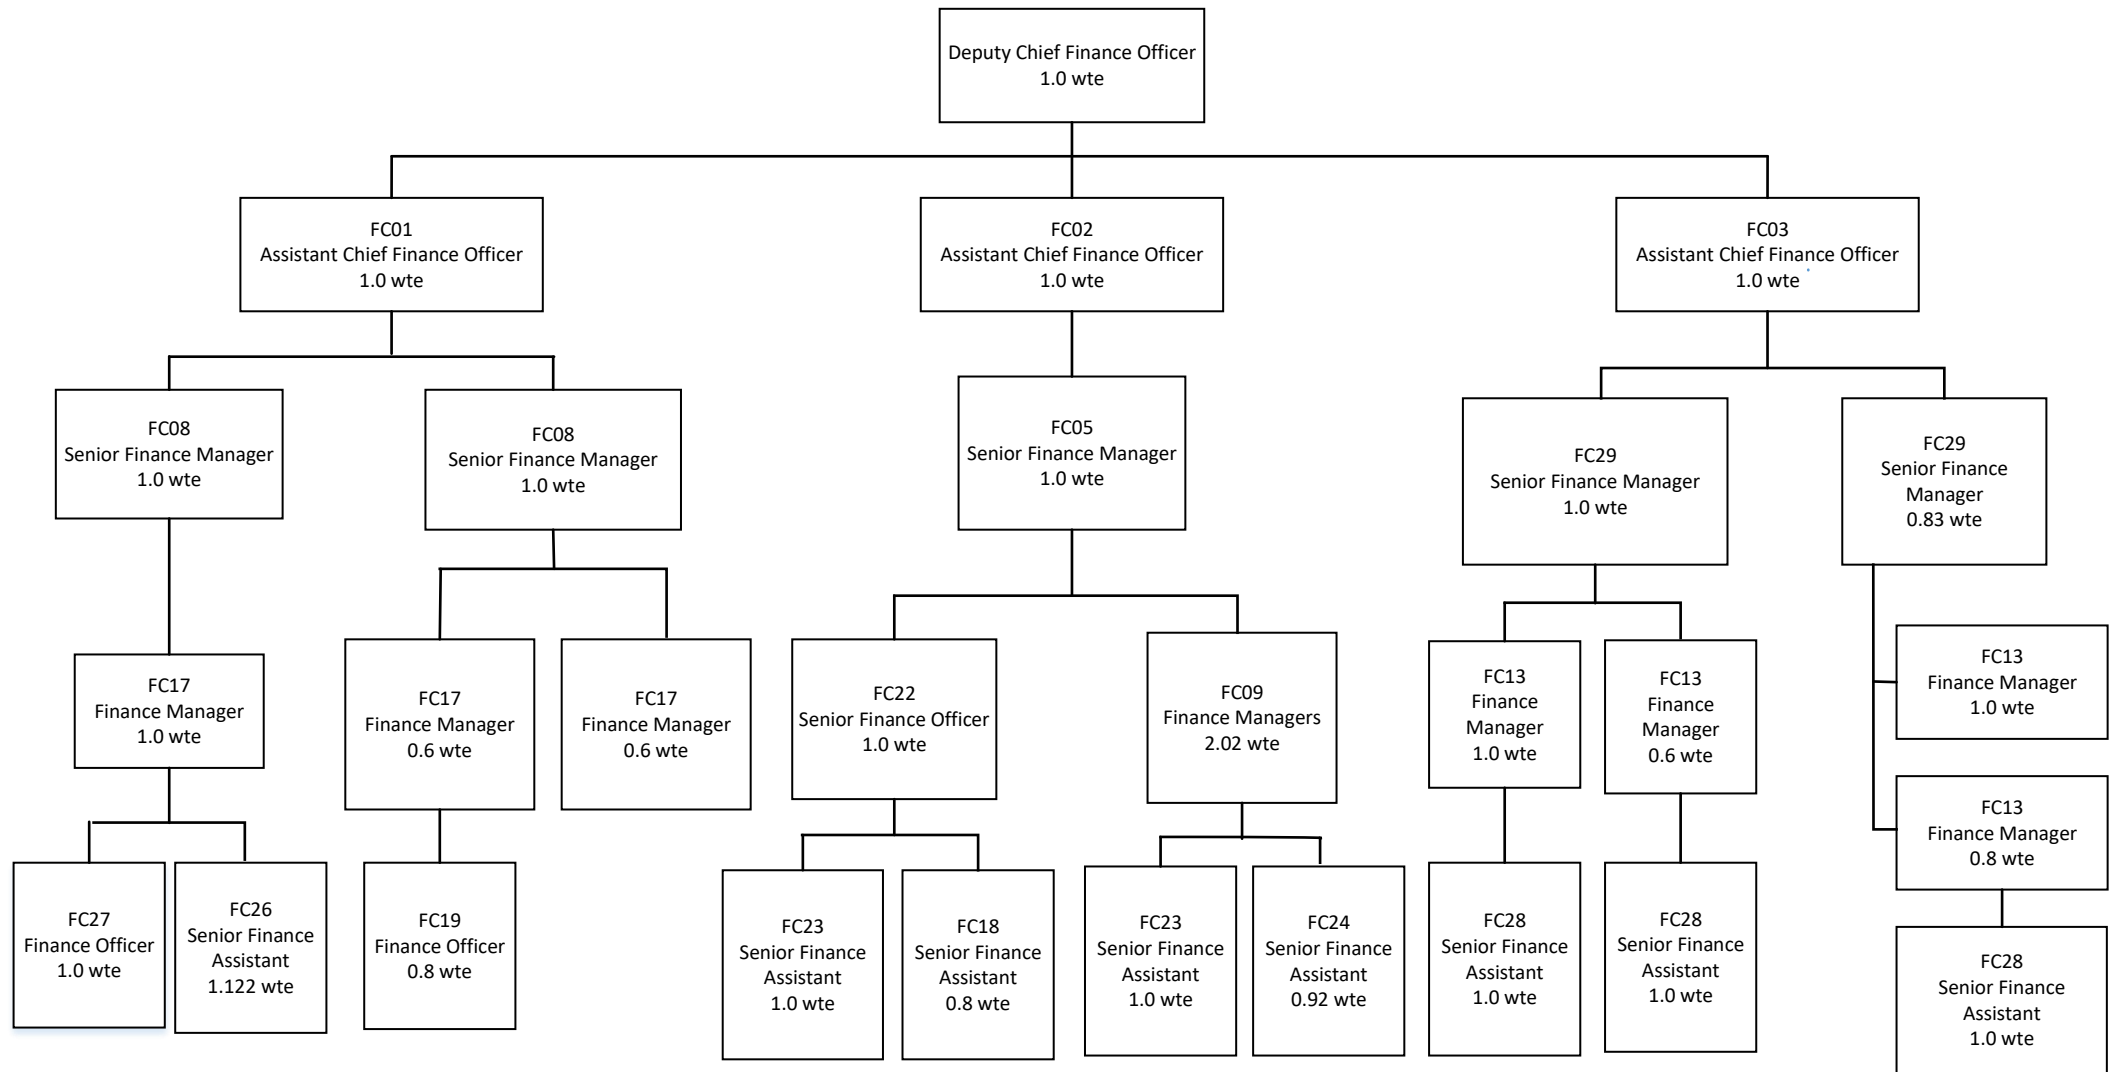 Deputy Chief Finance Officer
1.0 wte
FC01
Assistant Chief Finance Officer
1.0 wte
FC02
Assistant Chief Finance Officer
1.0 wte
FC03
Assistant Chief Finance Officer
1.0 wte
FC08
Senior Finance Manager
1.0 wte
FC08
Senior Finance Manager
1.0 wte
FC05
Senior Finance Manager
1.0 wte
FC29
Senior Finance Manager
1.0 wte
FC29
Senior Finance
Manager
0.83 wte
FC17
Finance Manager
1.0 wte
FC17
Finance Manager
0.6 wte
FC17
Finance Manager
0.6 wte
FC22
Senior Finance Officer
1.0 wte
FC09
Finance Managers
2.02 wte
FC13
Finance
Manager
1.0 wte
FC13
Finance
Manager
0.6 wte
FC13
Finance Manager
1.0 wte
FC13
Finance Manager
0.8 wte
FC27
Finance Officer
1.0 wte
FC26
Senior Finance
Assistant
1.122 wte
FC19
Finance Officer
0.8 wte
FC23
Senior Finance
Assistant
1.0 wte
FC18
Senior Finance
Assistant
0.8 wte
FC23
Senior Finance
Assistant
1.0 wte
FC24
Senior Finance
Assistant
0.92 wte
FC28
Senior Finance
Assistant
1.0 wte
FC28
Senior Finance
Assistant
1.0 wte
FC28
Senior Finance
Assistant
1.0 wte